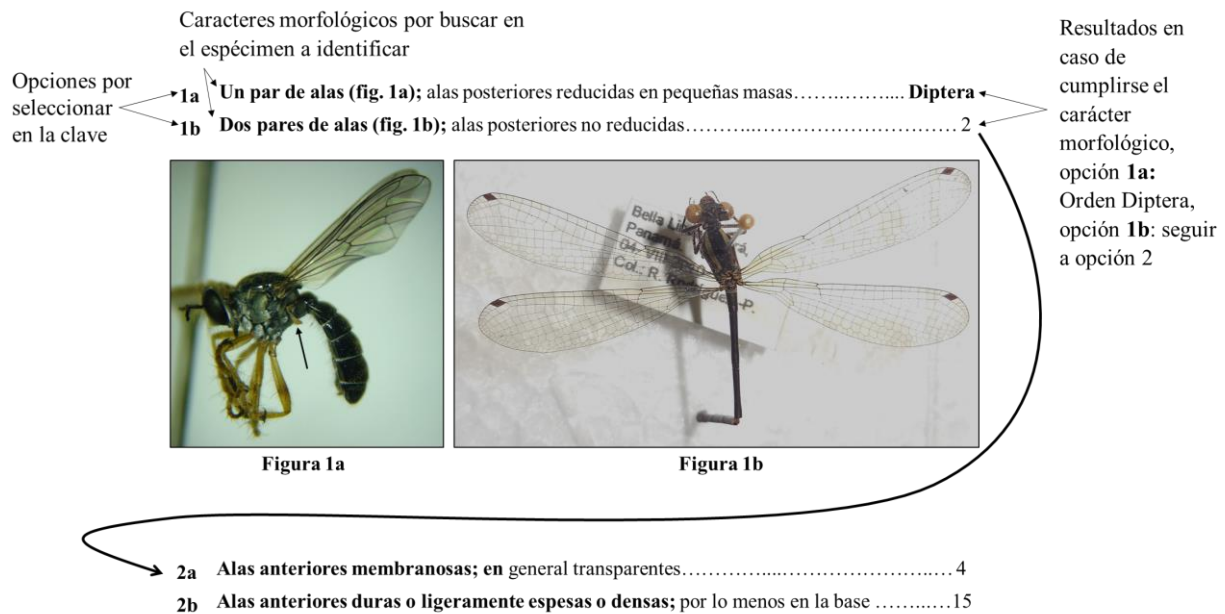 Caracteres morfológicos por buscar en
el espécimen a identificar
Opciones por
seleccionar
en la clave
1a Un par de alas (fig. 1a); alas posteriores reducidas en pequeñas masas……..……….... Diptera
1b Dos pares de alas (fig. 1b); alas posteriores no reducidas………..………………………… 2
Resultados en
caso de
cumplirse el
carácter
morfológico,
opción 1a:
Orden Diptera,
opción 1b: seguir
a opción 2
Bella
Panamá
Col.: R. P.
Figura 1a
Figura 1b
2a Alas anteriores membranosas; en general transparentes…………....…………………..… 4
2b Alas anteriores duras o ligeramente espesas o densas; por lo menos en la base ……...…15